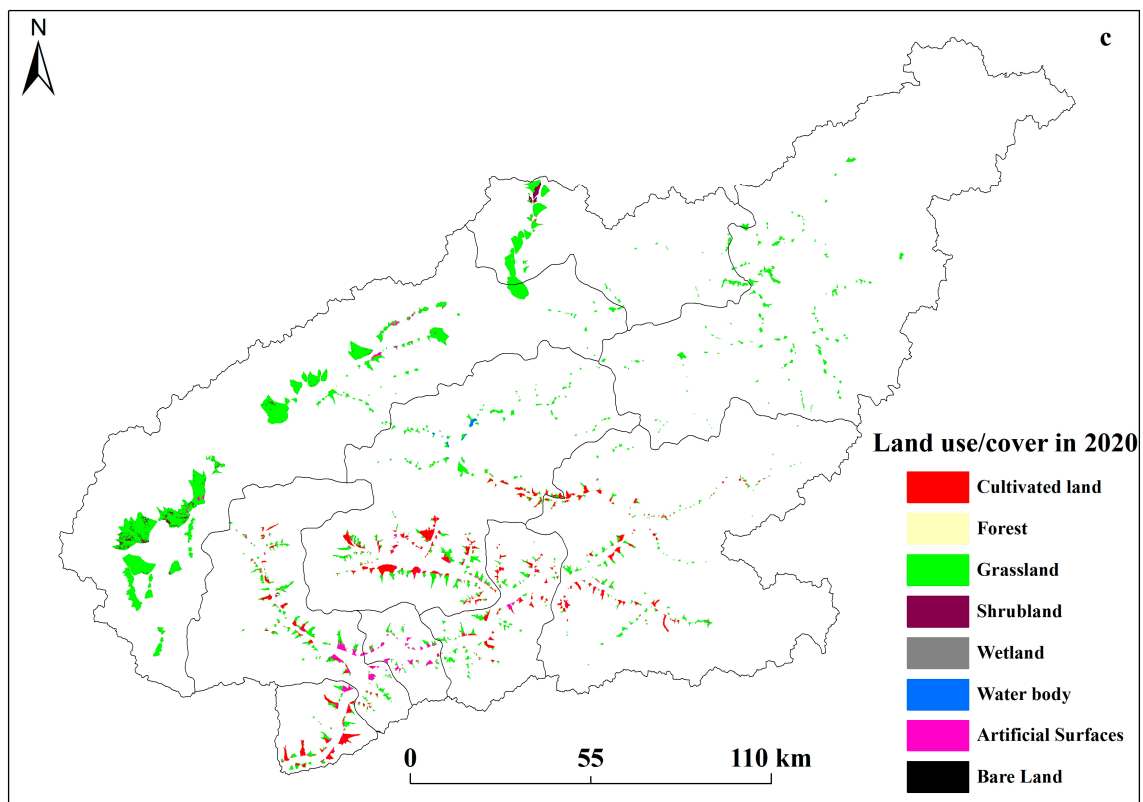 N
c
Land use/cover in 2020
Cultivated land
Forest
Grassland
Shrubland
Wetland
Water body
Artificial Surfaces
Bare Land
0 55 110 km